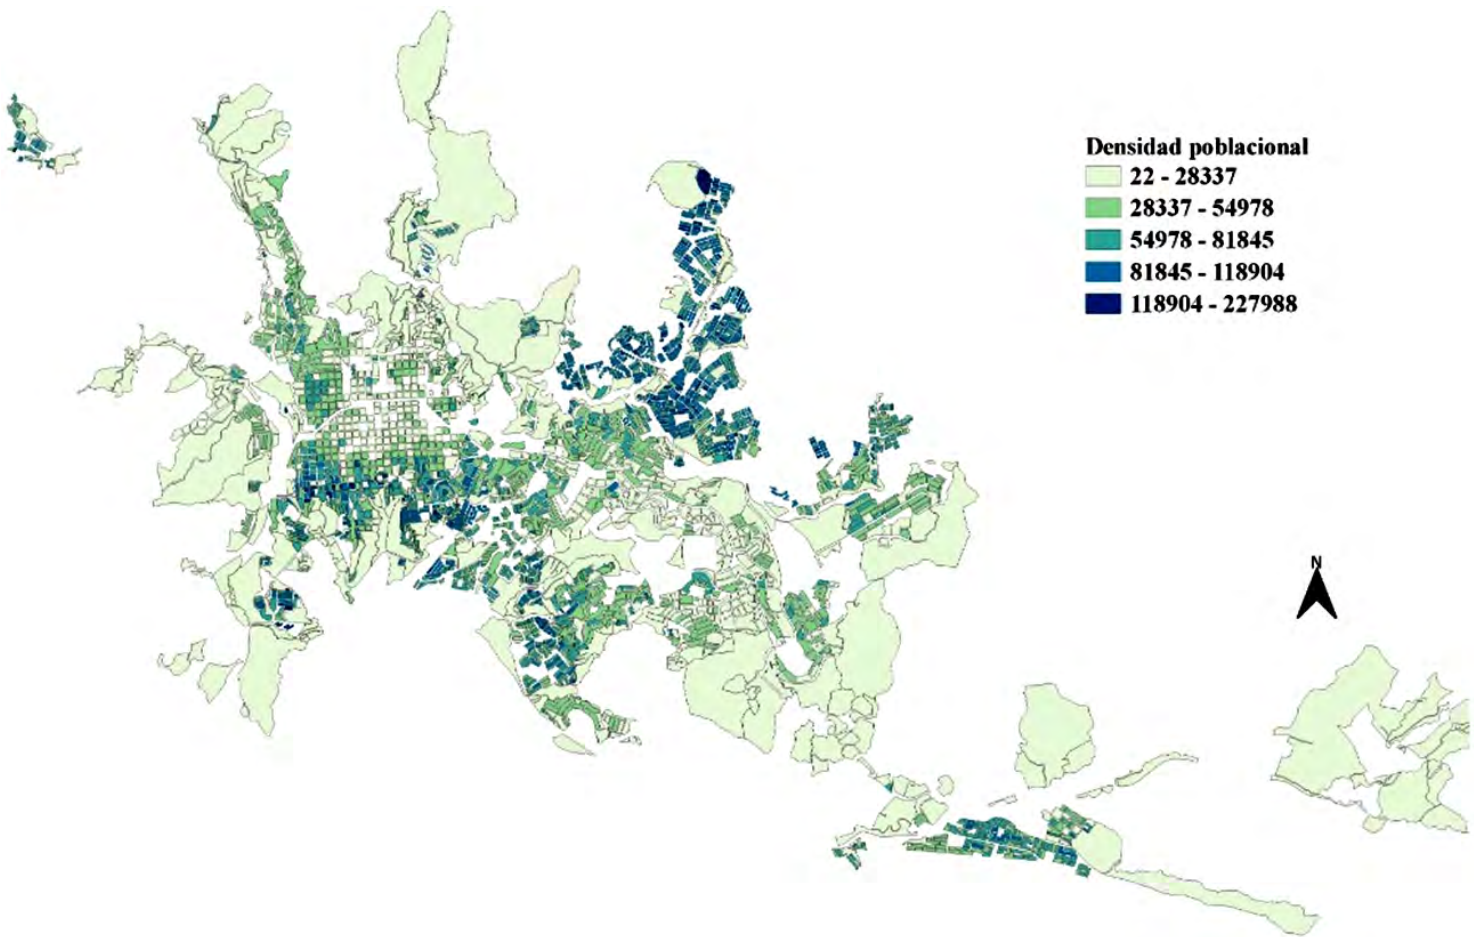 Densidad poblacional
22 - 28337
28337 - 54978
54978 - 81845
81845 - 118904
118904 - 227988
N